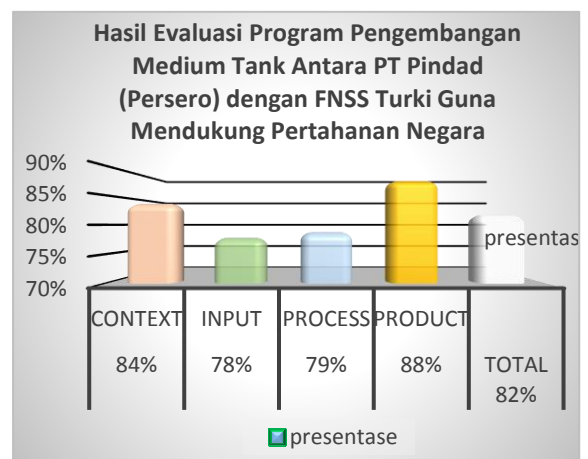 Hasil Evaluasi Program Pengembangan
Medium Tank Antara PT Pindad
(Persero) dengan FNSS Turki Guna
Mendukung Pertahanan Negara
90%
85%
80%
75%
70%
presentas
CONTEXT INPUT PROCESS PRODUCT TOTAL
84% 78% 79% 88% 82%
presentase